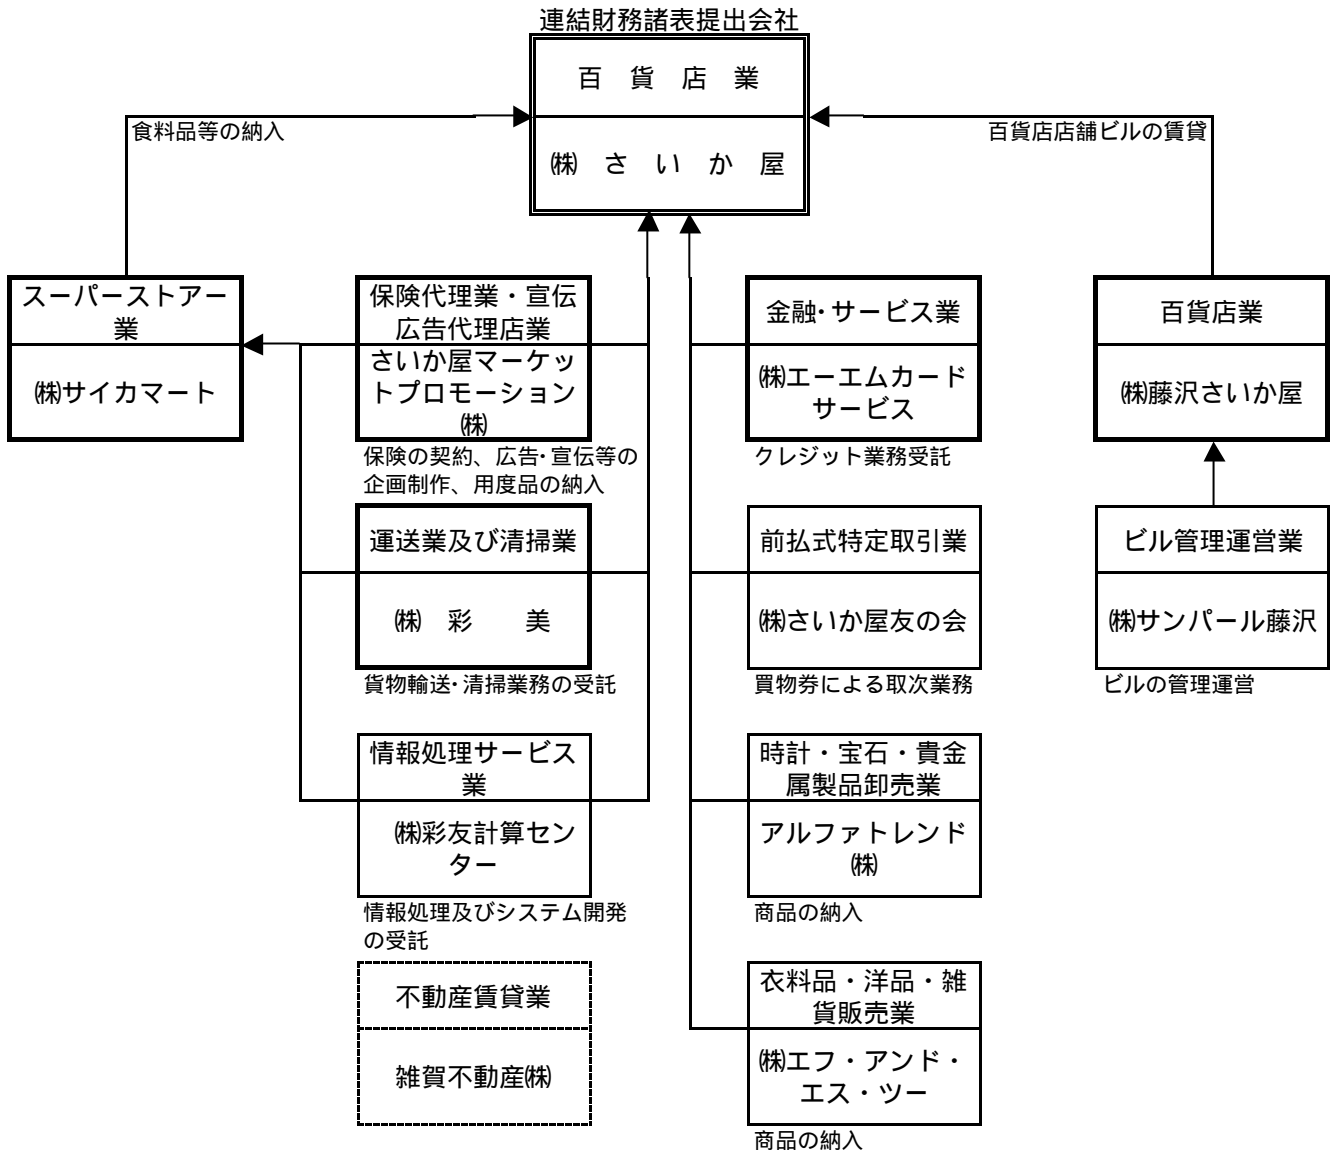 連結財務諸表提出会社
百　貨　店　業
㈱　さ　い　か　屋
食料品等の納入
百貨店店舗ビルの賃貸
スーパーストアー
業
㈱サイカマート
保険代理業・宣伝
広告代理店業
さいか屋マーケッ
トプロモーション
㈱
保険の契約、広告・宣伝等の
企画制作、用度品の納入
金融・サービス業
㈱エーエムカード
サービス
クレジット業務受託
百貨店業
㈱藤沢さいか屋
運送業及び清掃業
㈱　彩　　美
貨物輸送・清掃業務の受託
前払式特定取引業
㈱さいか屋友の会
買物券による取次業務
ビル管理運営業
㈱サンパール藤沢
ビルの管理運営
情報処理サービス
業
㈱彩友計算セン
ター
情報処理及びシステム開発
の受託
時計・宝石・貴金
属製品卸売業
アルファトレンド
㈱
商品の納入
不動産賃貸業
雑賀不動産㈱
衣料品・洋品・雑
貨販売業
㈱エフ・アンド・
エス・ツー
商品の納入